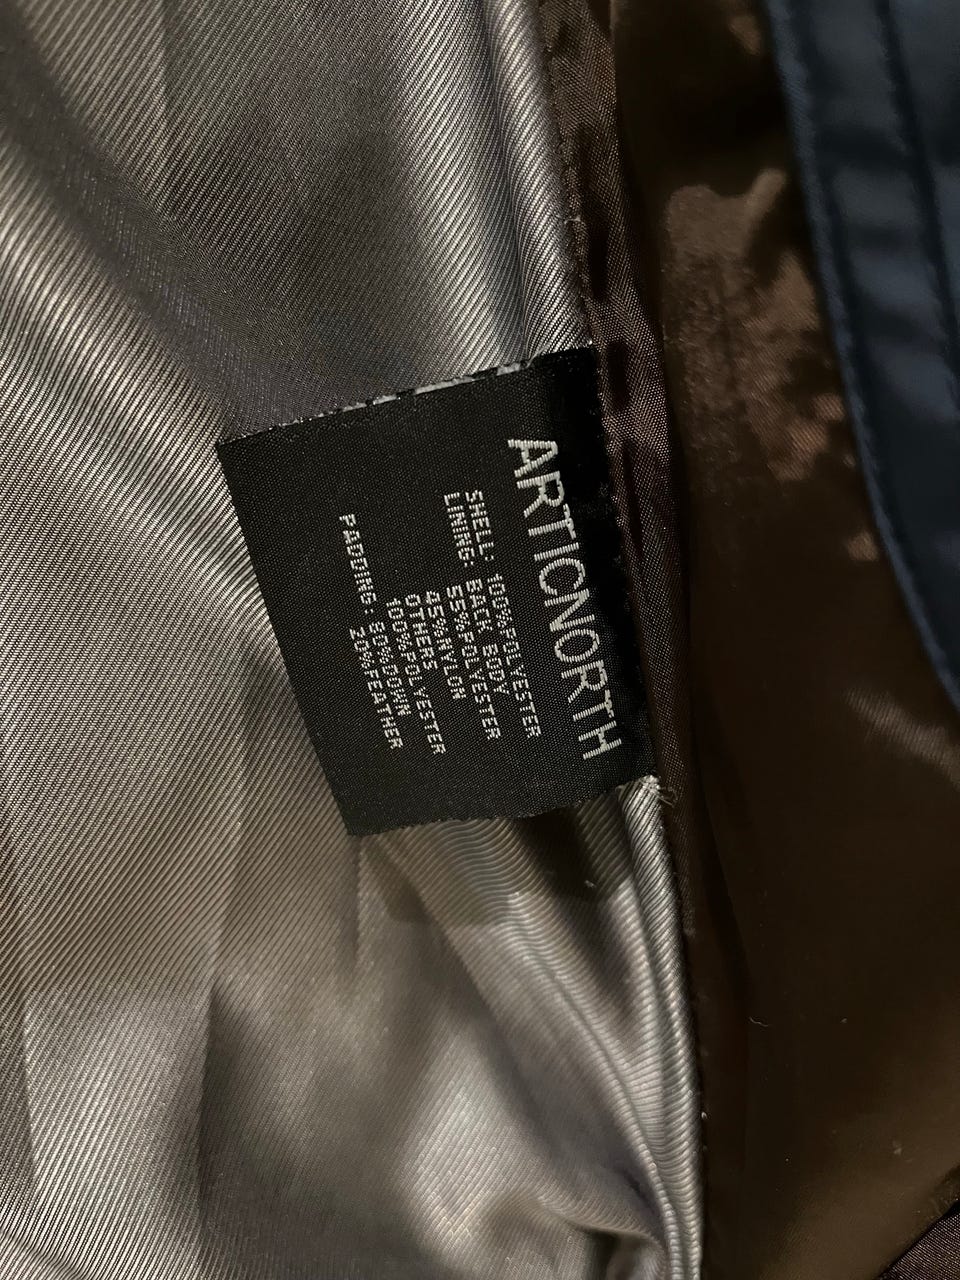 ARTICNORTH
SHELL: 100%POLYESTER
LINING: BACK BODY
55%POLYESTER
45%NYLON
OTHERS
100%POLYESTER
PADDING: 80%DOWN
20%FEATHER